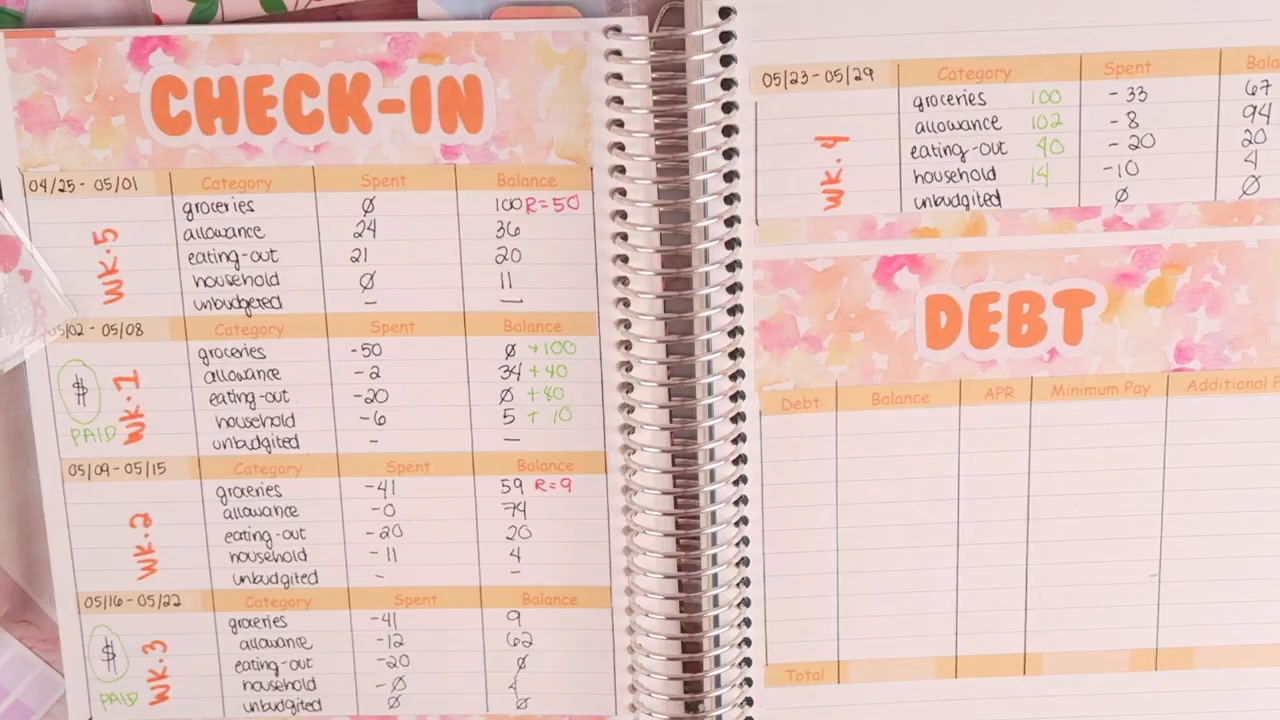 CHECK-IN
04/25 - 05/01 Category Spent Balance
groceries Ø 100 R=50
allowance 24 36
eating-out 21 20
household Ø 11
unbudgeted – –
WK.5
05/02 - 05/08 Category Spent Balance
groceries -50 Ø +100
allowance -2 34 +40
eating-out -20 Ø +40
household -6 5 + 10
unbudgited - –
$ PAID WK.1
05/09 - 05/15 Category Spent Balance
groceries -41 59 R=9
allowance -0 74
eating-out -20 20
household -11 4
unbudgited - -
WK.2
05/16 - 05/22 Category Spent Balance
groceries -41 9
allowance -12 62
eating-out -20 Ø
household -Ø 4
unbudgited Ø Ø
$ PAID WK.3
05/23 - 05/29 Category Spent Bala
groceries 100 -33 67
allowance 102 -8 94
eating-out 40 -20 20
household 14 -10 4
unbudgited Ø Ø
WK.4
DEBT
Debt Balance APR Minimum Pay Additional P
Total